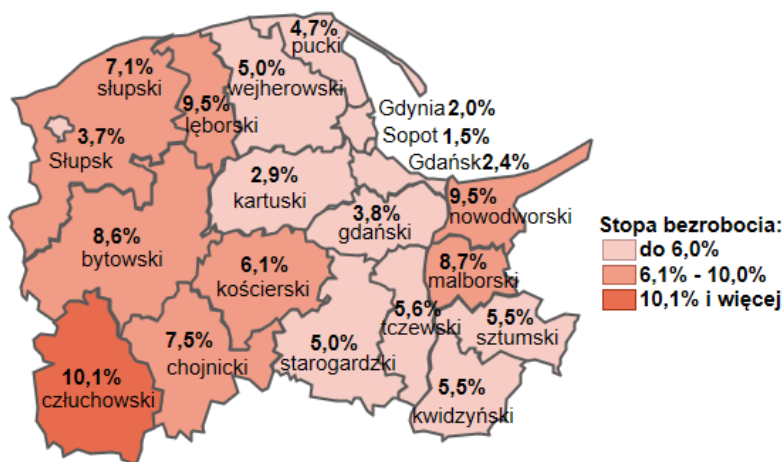 4,7%
pucki
7,1%
słupski
5,0%
wejherowski
9,5%
lęborski
Gdynia 2,0%
Sopot 1,5%
Gdańsk 2,4%
3,7%
Słupsk
2,9%
kartuski
3,8%
gdański
9,5%
nowodworski
8,6%
bytowski
6,1%
kościerski
8,7%
malborski
7,5%
chojnicki
5,0%
starogardzki
5,6%
tczewski
5,5%
sztumski
10,1%
człuchowski
5,5%
kwidzyński
Stopa bezrobocia:
do 6,0%
6,1% - 10,0%
10,1% i więcej